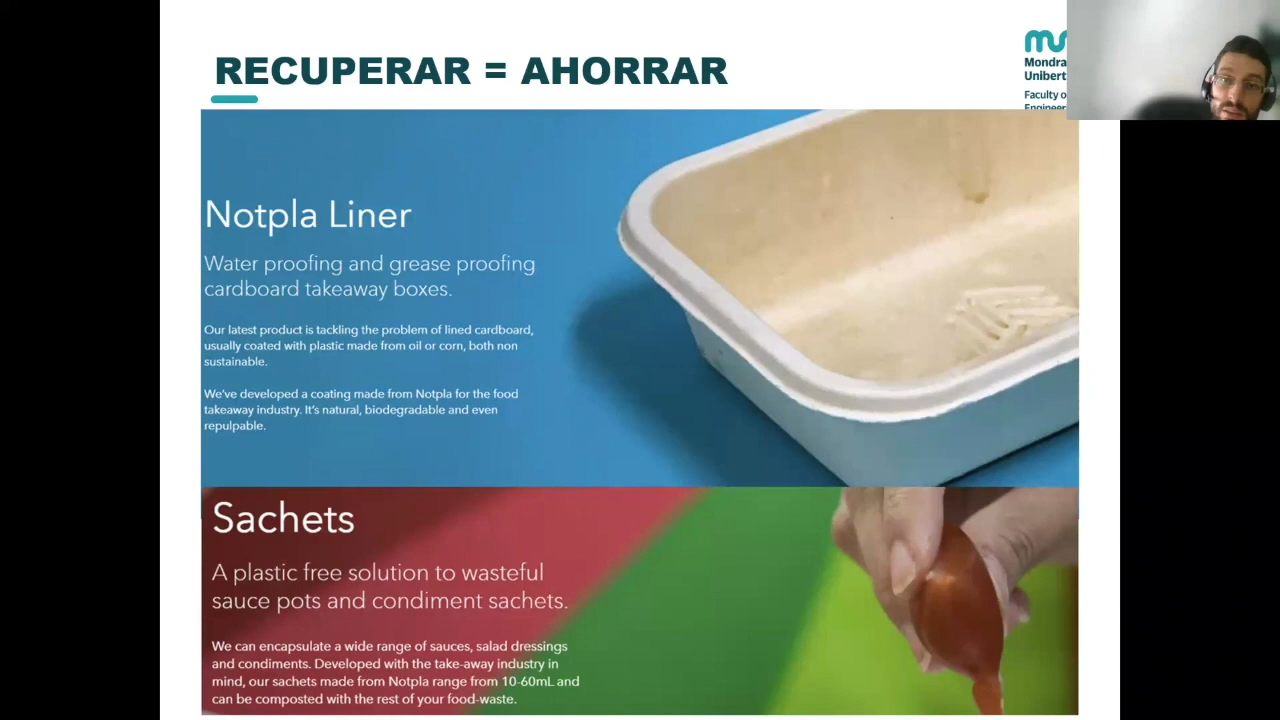 RECUPERAR = AHORRAR
Mondra
Unibert
Faculty o
Engineer
Notpla Liner
Water proofing and grease proofing
cardboard takeaway boxes.
Our latest product is tackling the problem of lined cardboard,
usually coated with plastic made from oil or corn, both non
sustainable.
We've developed a coating made from Notpla for the food
takeaway industry. It's natural, biodegradable and even
repulpable.
Sachets
A plastic free solution to wasteful
sauce pots and condiment sachets.
We can encapsulate a wide range of sauces, salad dressings
and condiments. Developed with the take-away industry in
mind, our sachets made from Notpla range from 10-60mL and
can be composted with the rest of your food-waste.